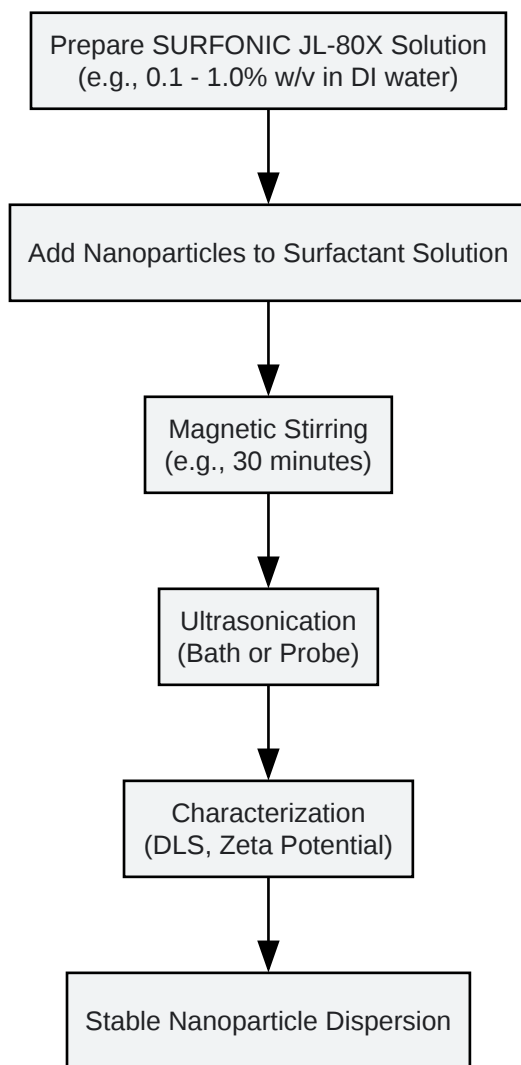 Prepare SURFONIC JL-80X Solution
(e.g., 0.1 - 1.0% w/v in DI water)
Add Nanoparticles to Surfactant Solution
Magnetic Stirring
(e.g., 30 minutes)
Ultrasonication
(Bath or Probe)
Characterization
(DLS, Zeta Potential)
Stable Nanoparticle Dispersion